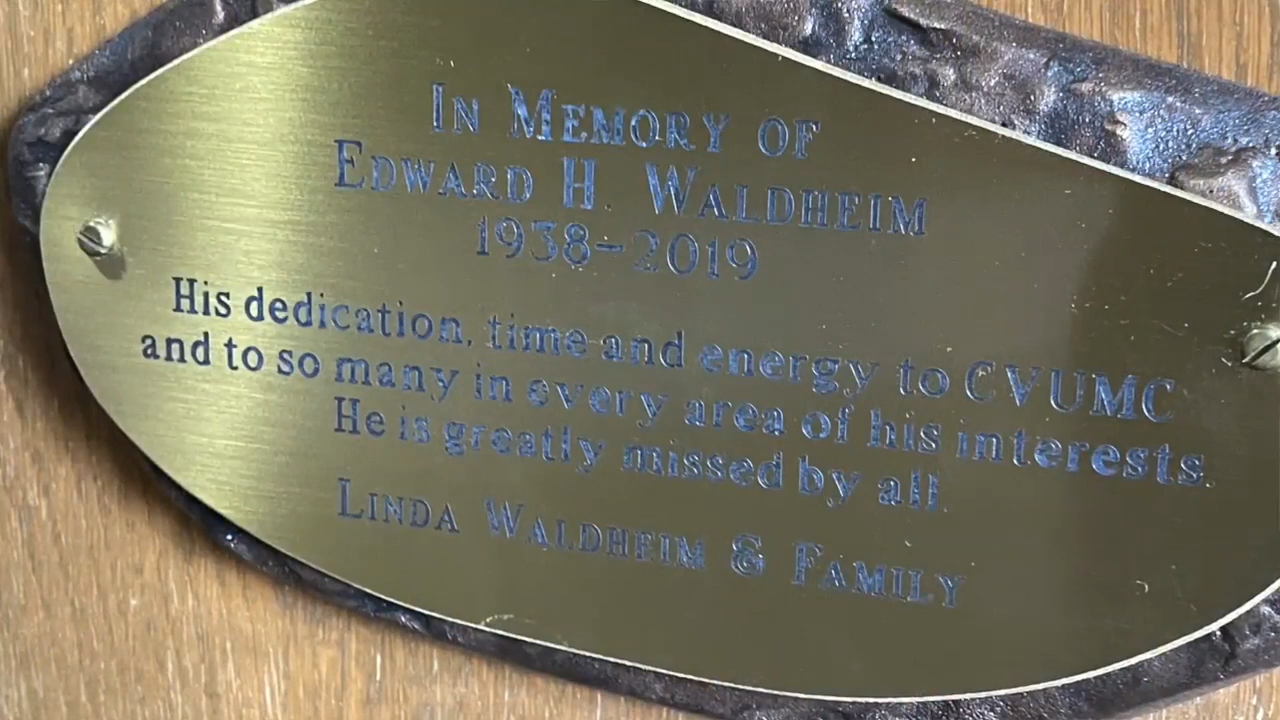 IN MEMORY OF
EDWARD H. WALDHEIM
1938-2019
His dedication, time and energy to CVUMC
and to so many in every area of his interests.
He is greatly missed by all.
LINDA WALDHEIM & FAMILY